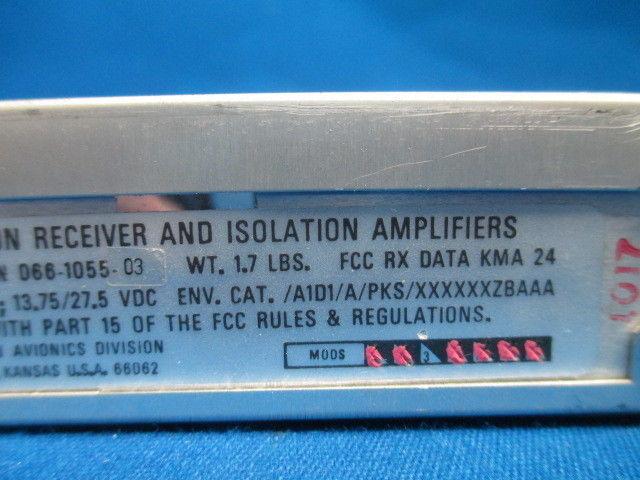 RECEIVER AND ISOLATION AMPLIFIERS
N 066-1055-03 WT. 1.7 LBS. FCC RX DATA KMA 24
; 13.75/27.5 VDC ENV. CAT. /A1D1/A/PKS/XXXXXXZBAAA
WITH PART 15 OF THE FCC RULES & REGULATIONS.
AVIONICS DIVISION
KANSAS U.S.A. 66062
MODS 3